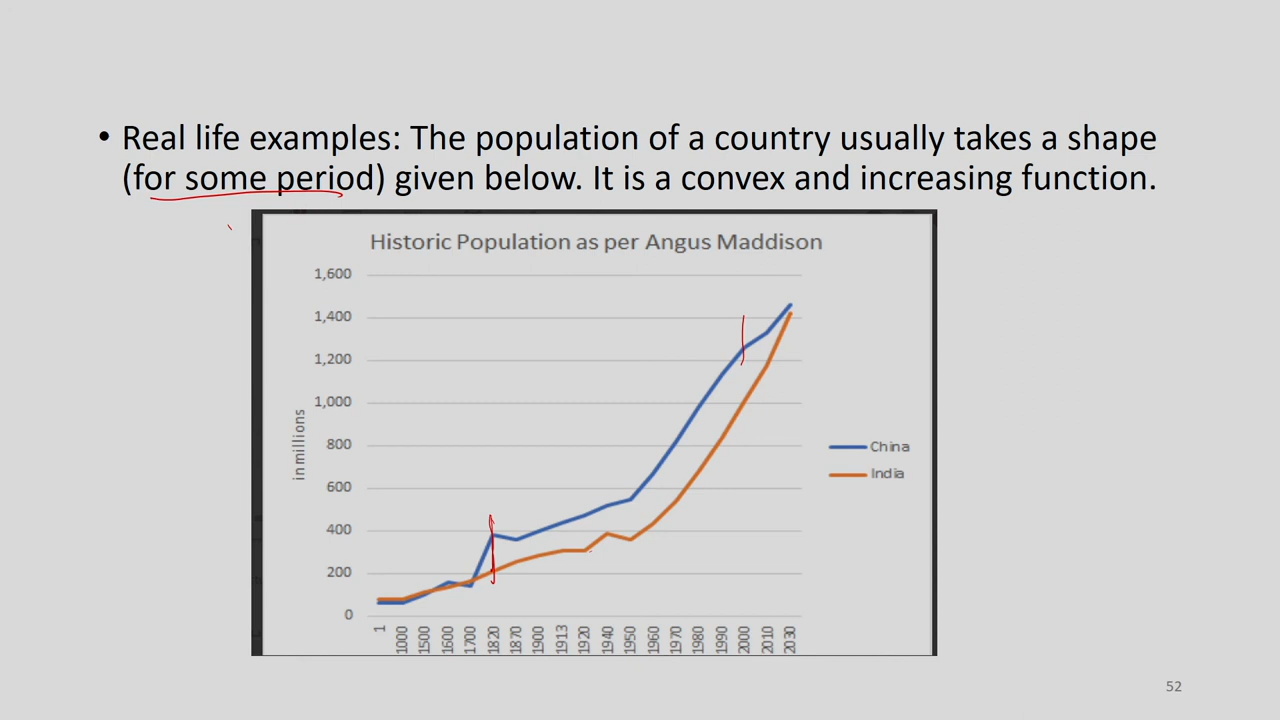 • Real life examples: The population of a country usually takes a shape
(for some period) given below. It is a convex and increasing function.
Historic Population as per Angus Maddison
1,600
1,400
1,200
1,000
800
600
400
200
0
in millions
1 1000 1500 1600 1700 1820 1870 1900 1913 1920 1940 1950 1960 1970 1980 1990 2000 2010 2030
China
India
52